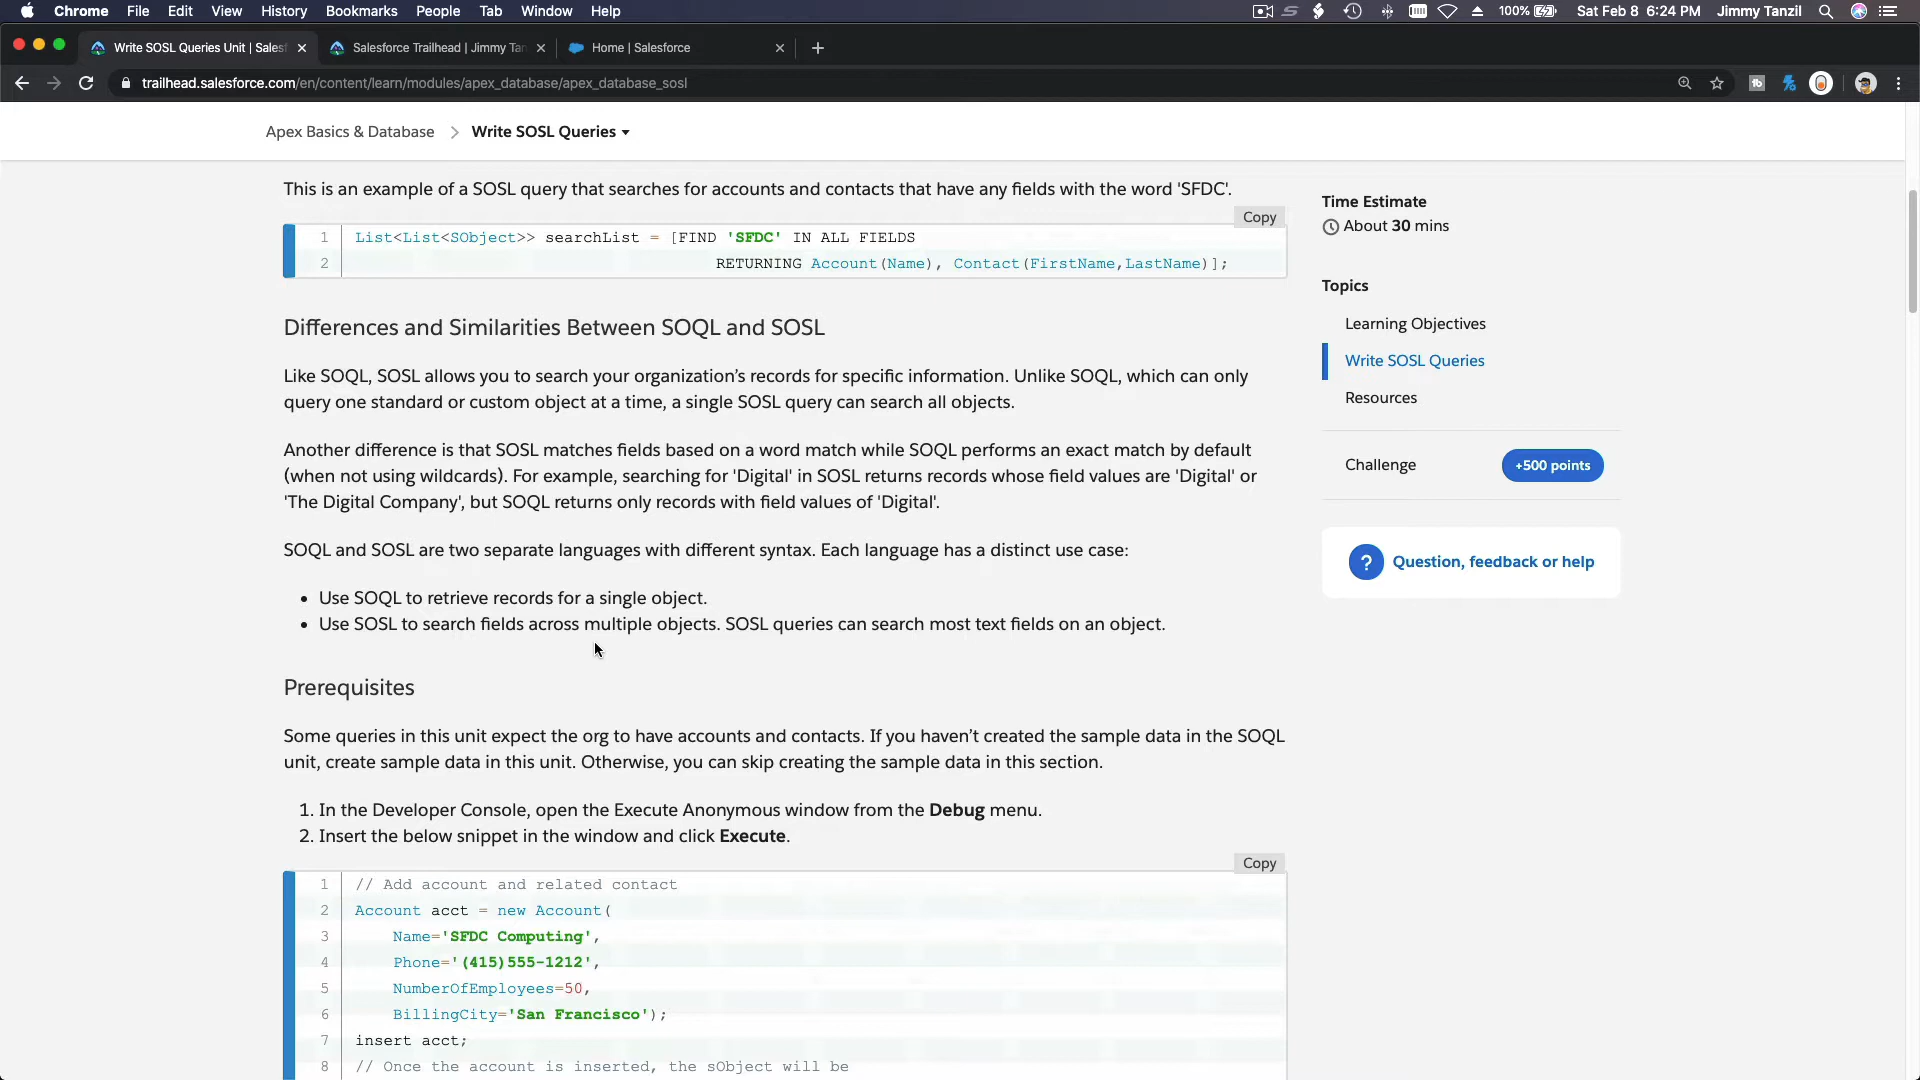 Chrome File Edit View History Bookmarks People Tab Window Help 100% Sat Feb 8 6:24 PM Jimmy Tanzil
Write SOSL Queries Unit | Salesf Salesforce Trailhead | Jimmy Tan Home | Salesforce
trailhead.salesforce.com/en/content/learn/modules/apex_database/apex_database_sosl
Apex Basics & Database > Write SOSL Queries
This is an example of a SOSL query that searches for accounts and contacts that have any fields with the word 'SFDC'.
Copy
1 List<List<SObject>> searchList = [FIND 'SFDC' IN ALL FIELDS
2 RETURNING Account(Name), Contact(FirstName,LastName)];
Differences and Similarities Between SOQL and SOSL
Like SOQL, SOSL allows you to search your organization’s records for specific information. Unlike SOQL, which can only
query one standard or custom object at a time, a single SOSL query can search all objects.
Another difference is that SOSL matches fields based on a word match while SOQL performs an exact match by default
(when not using wildcards). For example, searching for 'Digital' in SOSL returns records whose field values are 'Digital' or
'The Digital Company', but SOQL returns only records with field values of 'Digital'.
SOQL and SOSL are two separate languages with different syntax. Each language has a distinct use case:
• Use SOQL to retrieve records for a single object.
• Use SOSL to search fields across multiple objects. SOSL queries can search most text fields on an object.
Prerequisites
Some queries in this unit expect the org to have accounts and contacts. If you haven’t created the sample data in the SOQL
unit, create sample data in this unit. Otherwise, you can skip creating the sample data in this section.
1. In the Developer Console, open the Execute Anonymous window from the Debug menu.
2. Insert the below snippet in the window and click Execute.
Copy
1 // Add account and related contact
2 Account acct = new Account(
3 Name='SFDC Computing',
4 Phone='(415)555-1212',
5 NumberOfEmployees=50,
6 BillingCity='San Francisco');
7 insert acct;
8 // Once the account is inserted, the sObject will be
Time Estimate
About 30 mins
Topics
Learning Objectives
Write SOSL Queries
Resources
Challenge +500 points
? Question, feedback or help